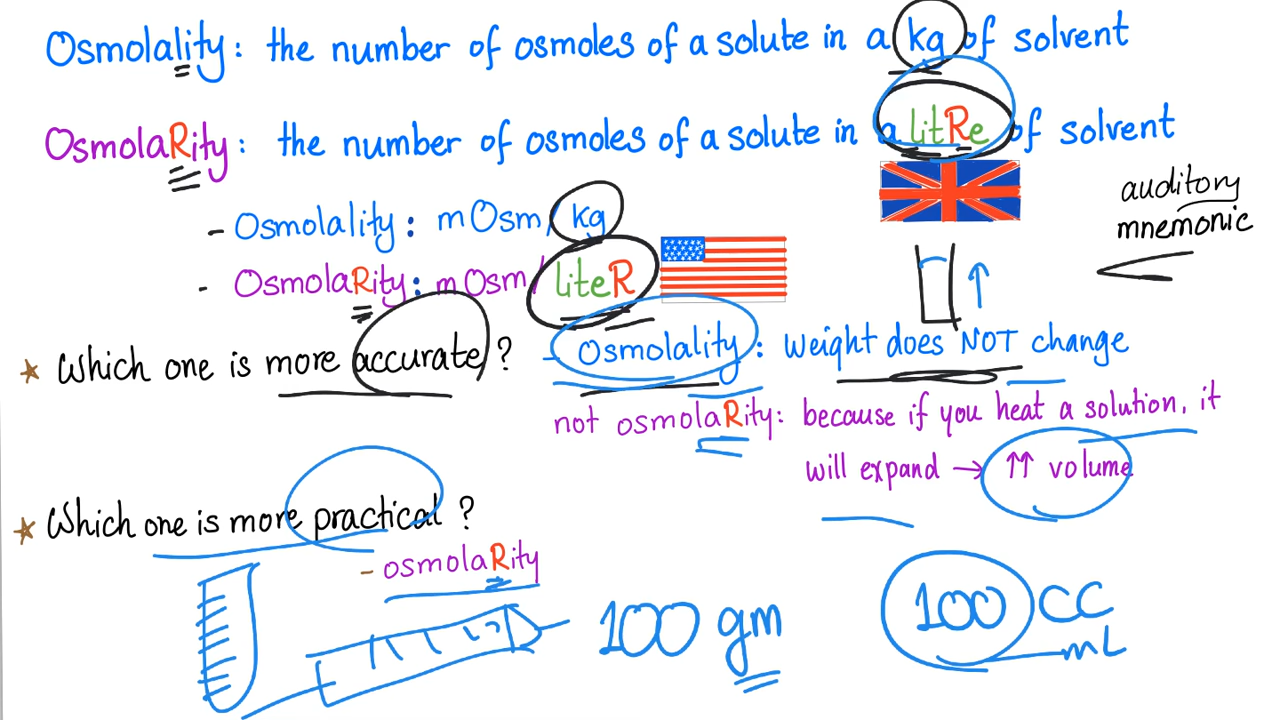 Osmolality: the number of osmoles of a solute in a kg of solvent
OsmolaRity: the number of osmoles of a solute in a litRe of solvent
auditory
mnemonic
- Osmolality: mOsm/kg
- OsmolaRity: mOsm/liteR
* Which one is more accurate? - Osmolality: weight does NOT change
not osmolaRity: because if you heat a solution, it
will expand → ↑↑ volume
* Which one is more practical?
- osmolaRity
100 gm
100 CC
mL